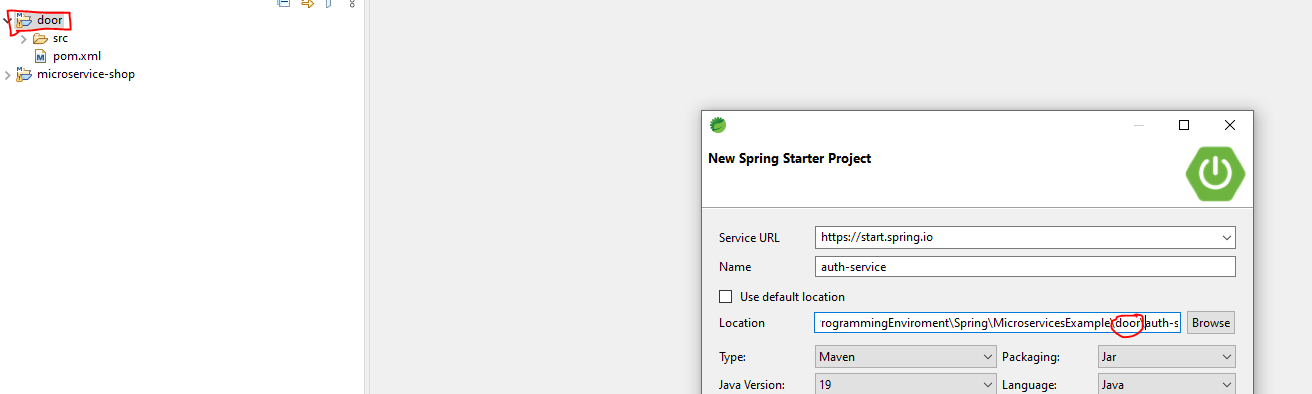 door
src
pom.xml
microservice-shop
New Spring Starter Project
Service URL
https://start.spring.io
Name
auth-service
Use default location
Location
rogrammingEnviroment\Spring\MicroservicesExample\door\auth-s
Browse
Type:
Maven
Packaging:
Jar
Java Version:
19
Language:
Java